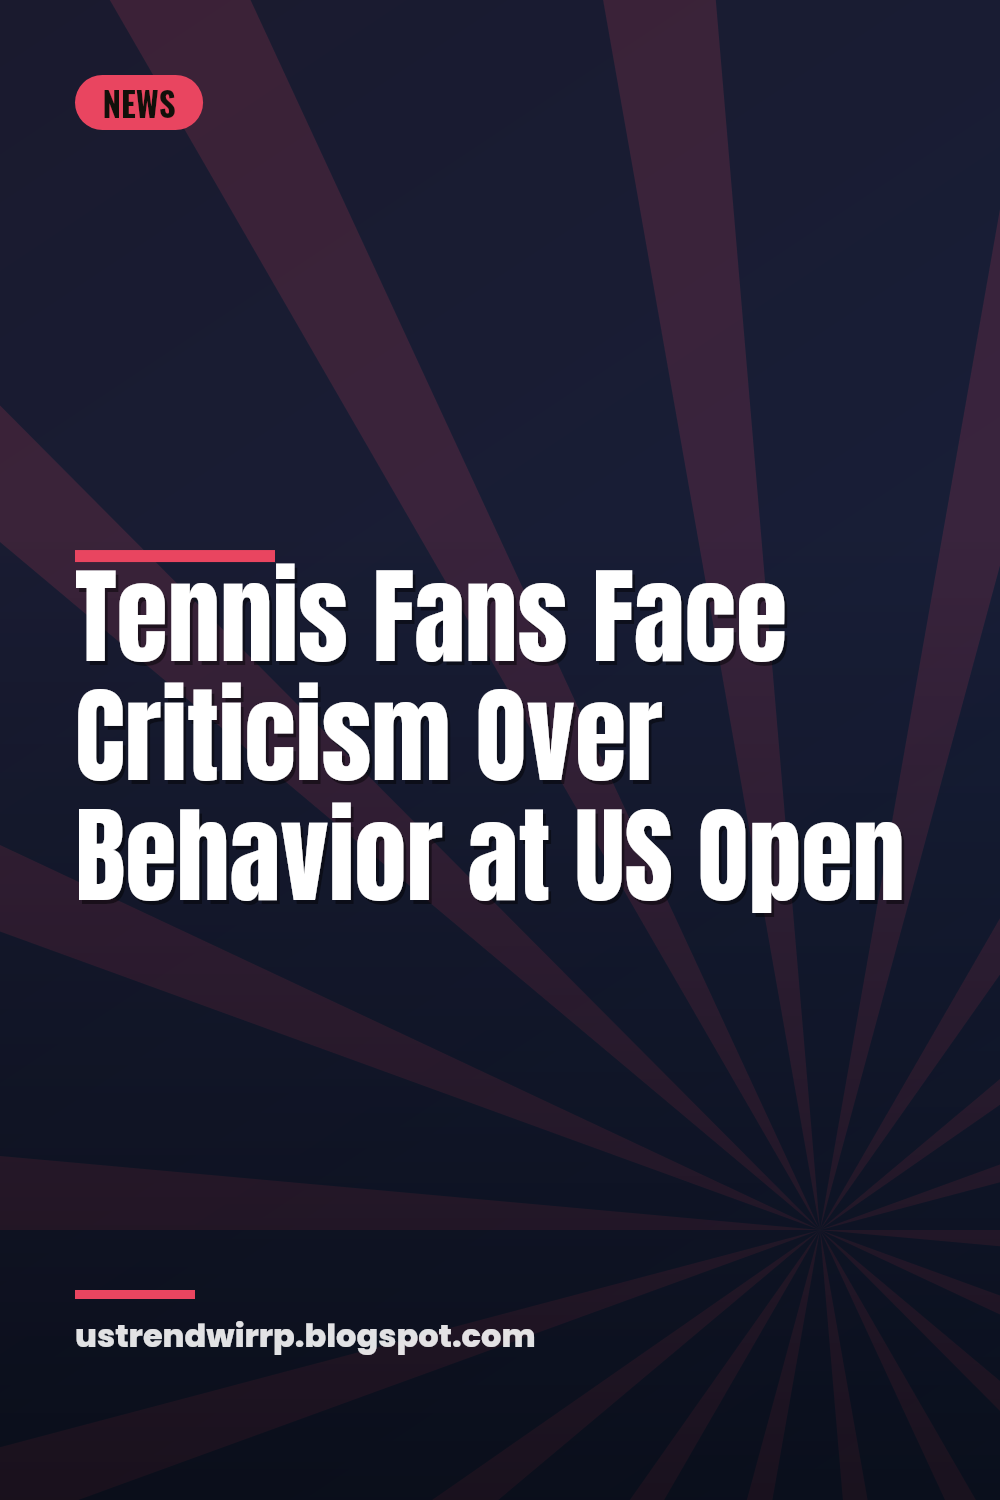 NEWS
Tennis Fans Face
Criticism Over
Behavior at US Open
ustrendwirrp.blogspot.com